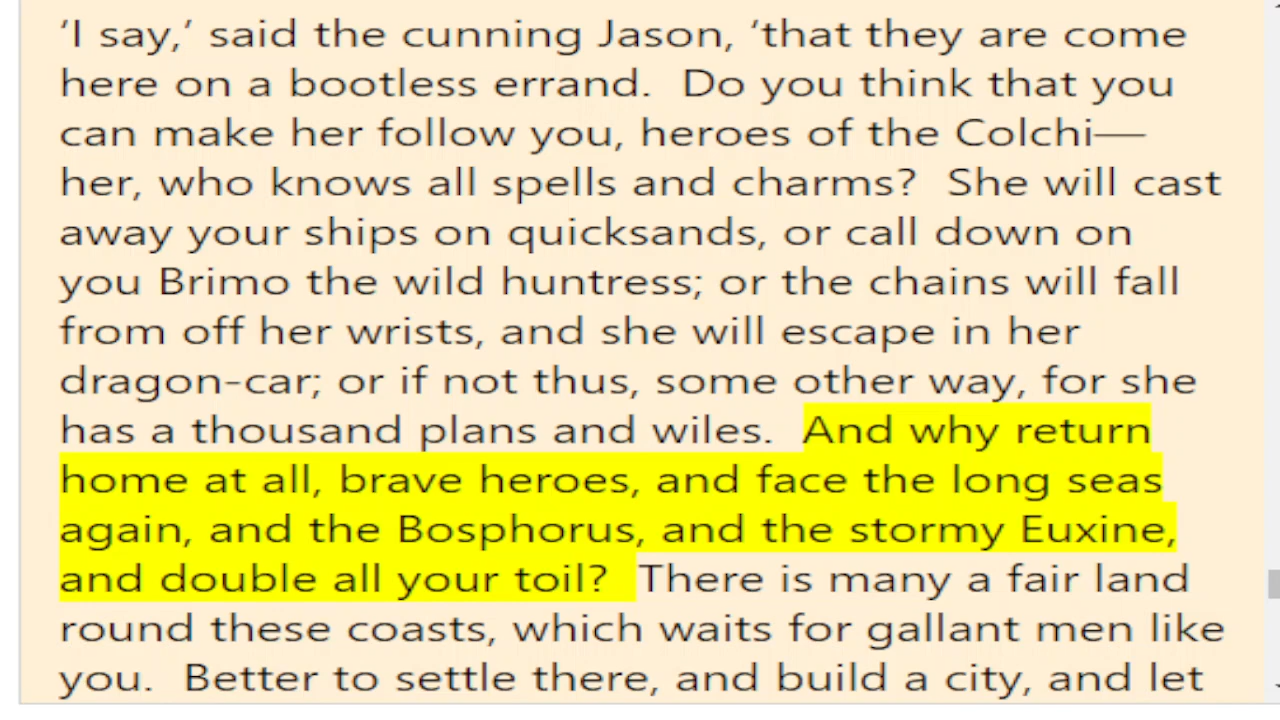 ‘I say,’ said the cunning Jason, ‘that they are come
here on a bootless errand.  Do you think that you
can make her follow you, heroes of the Colchi—
her, who knows all spells and charms?  She will cast
away your ships on quicksands, or call down on
you Brimo the wild huntress; or the chains will fall
from off her wrists, and she will escape in her
dragon-car; or if not thus, some other way, for she
has a thousand plans and wiles.  And why return
home at all, brave heroes, and face the long seas
again, and the Bosphorus, and the stormy Euxine,
and double all your toil?  There is many a fair land
round these coasts, which waits for gallant men like
you.  Better to settle there, and build a city, and let